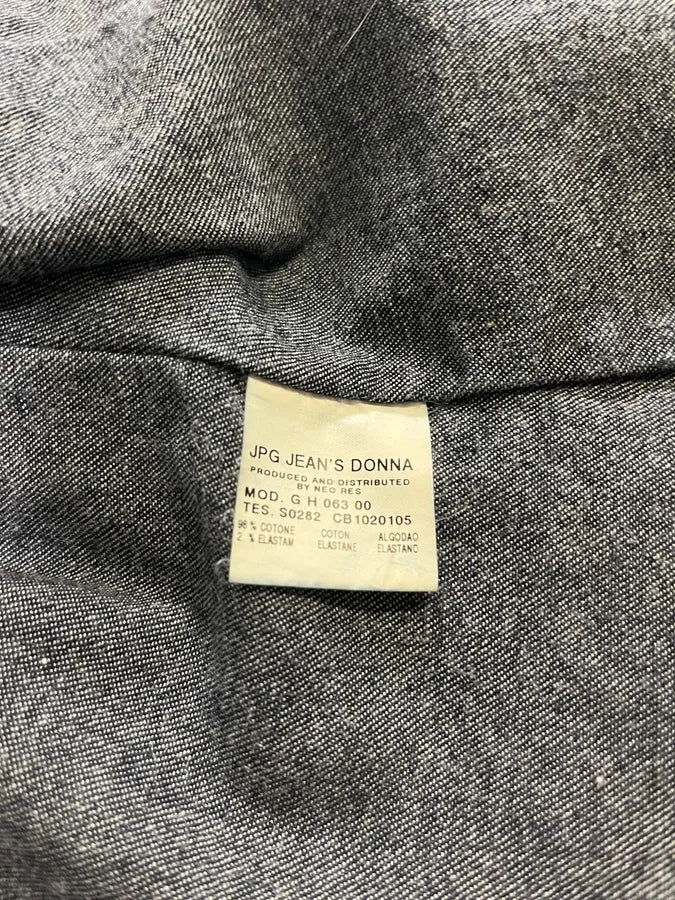 JPG JEAN'S DONNA
PRODUCED AND DISTRIBUTED
BY NEO RES
MOD. G H 063 00
TES. S0282 CB1020105
98 % COTONE COTON ALGODAO
2 % ELASTAM ELASTANE ELASTANO